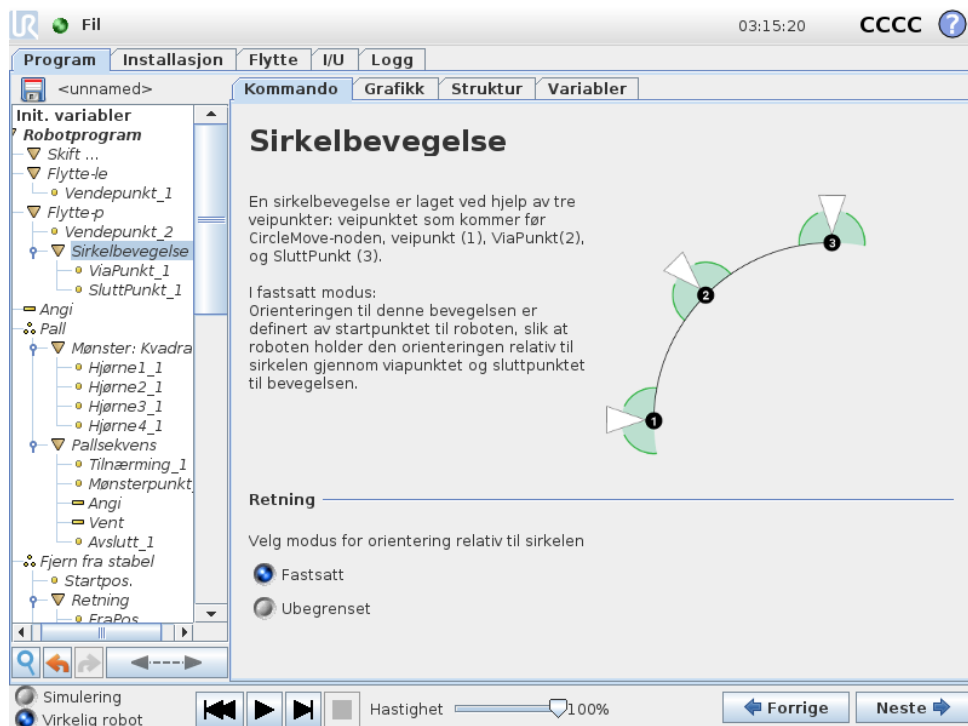 Fil
03:15:20
CCCC
?
Program
Installasjon
Flytte
I/U
Logg
<unnamed>
Kommando
Grafikk
Struktur
Variabler
Init. variabler
Robotprogram
Skift ...
Flytte-le
Vendepunkt_1
Flytte-p
Vendepunkt_2
Sirkelbevegelse
ViaPunkt_1
SluttPunkt_1
Angi
Pall
Mønster: Kvadra
Hjørne1_1
Hjørne2_1
Hjørne3_1
Hjørne4_1
Pallsekvens
Tilnærming_1
Mønsterpunkt_
Angi
Vent
Avslutt_1
Fjern fra stabel
Startpos.
Retning
FraPos
Sirkelbevegelse
En sirkelbevegelse er laget ved hjelp av tre
veipunkter: veipunktet som kommer før
CircleMove-noden, veipunkt (1), ViaPunkt(2),
og SluttPunkt (3).
I fastsatt modus:
Orienteringen til denne bevegelsen er
definert av startpunktet til roboten, slik at
roboten holder den orienteringen relativ til
sirkelen gjennom viapunktet og sluttpunktet
til bevegelsen.
3
2
1
Retning
Velg modus for orientering relativ til sirkelen
Fastsatt
Ubegrenset
Simulering
Virkelig robot
Hastighet
100%
Forrige
Neste